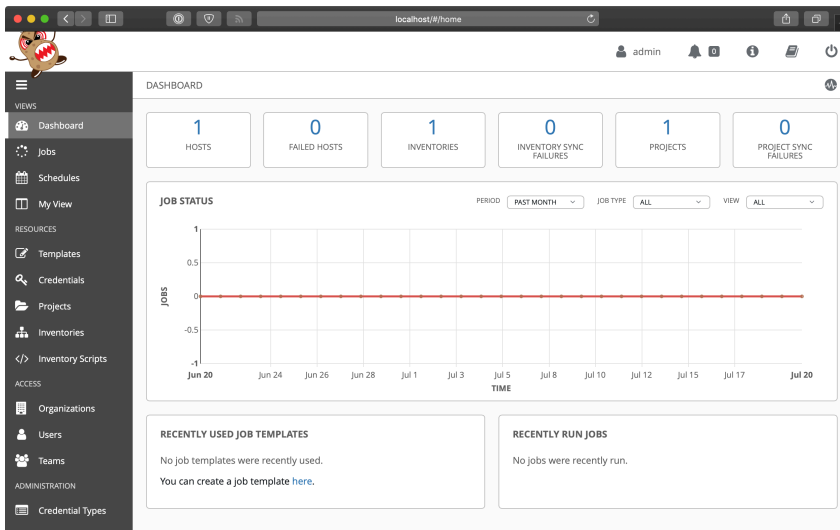 localhost/#/home
admin
0
DASHBOARD
VIEWS
Dashboard
Jobs
Schedules
My View
RESOURCES
Templates
Credentials
Projects
Inventories
Inventory Scripts
ACCESS
Organizations
Users
Teams
ADMINISTRATION
Credential Types
1
HOSTS
0
FAILED HOSTS
1
INVENTORIES
0
INVENTORY SYNC
FAILURES
1
PROJECTS
0
PROJECT SYNC
FAILURES
JOB STATUS
PERIOD PAST MONTH JOB TYPE ALL VIEW ALL
1
0.5
0
-0.5
-1
JOBS
Jun 20 Jun 24 Jun 26 Jun 28 Jul 1 Jul 3 Jul 5 Jul 8 Jul 10 Jul 12 Jul 15 Jul 17 Jul 20
TIME
RECENTLY USED JOB TEMPLATES
No job templates were recently used.
You can create a job template here.
RECENTLY RUN JOBS
No jobs were recently run.